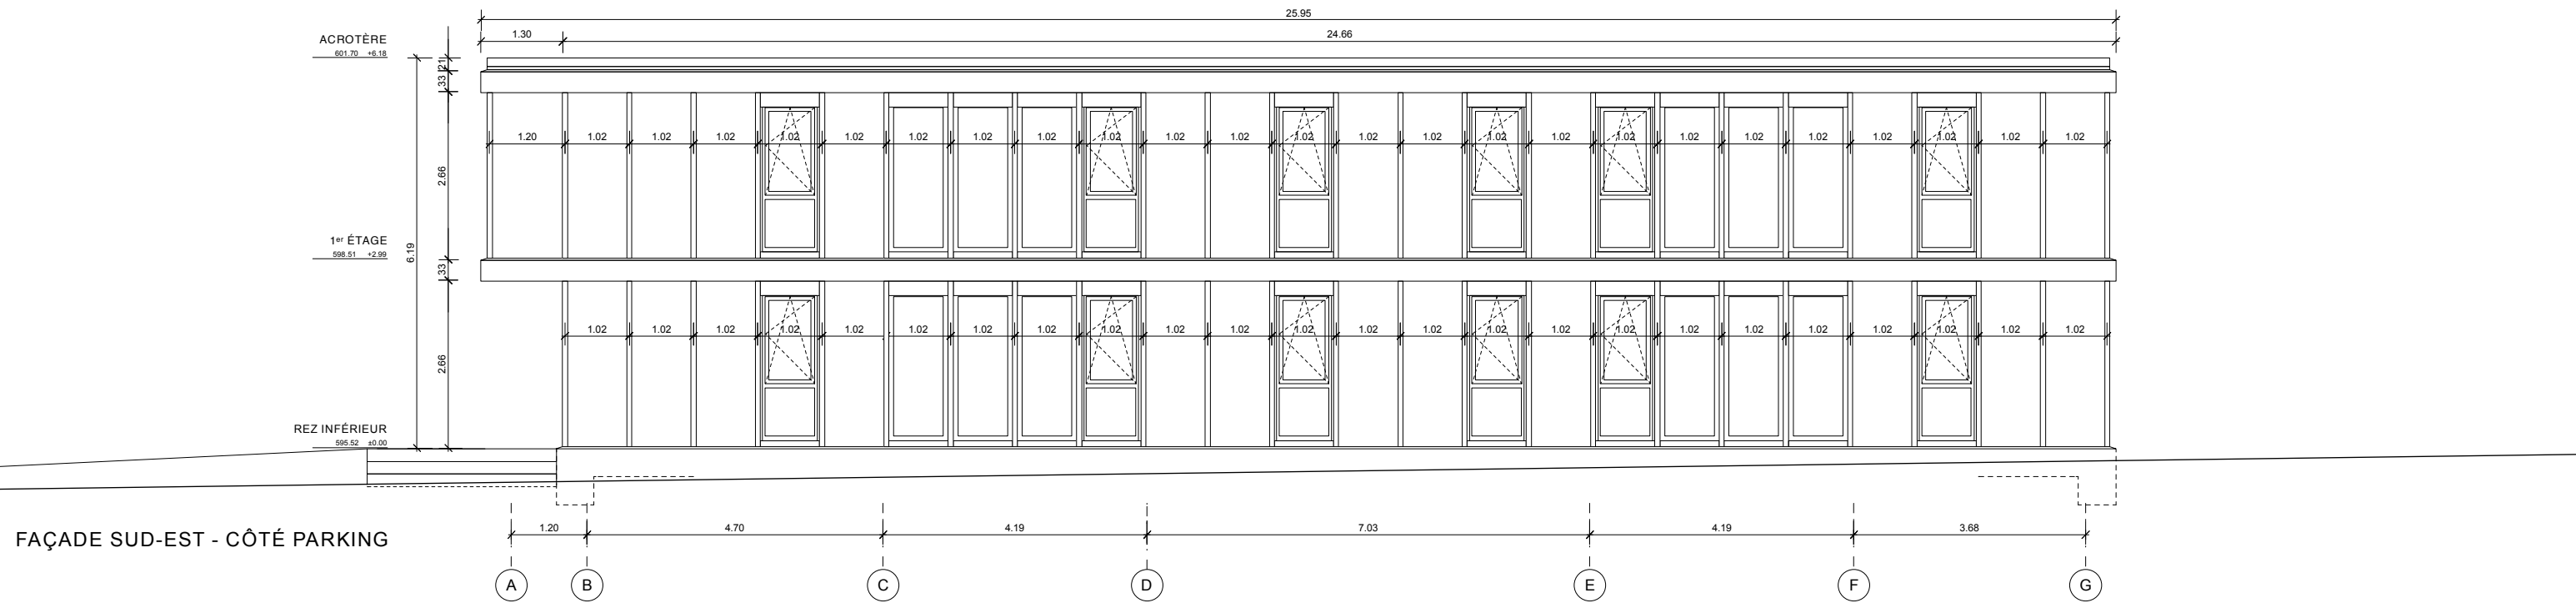 25.95
1.30 24.66
ACROTÈRE
601.70 +6.18
21
33
1.20 1.02 1.02 1.02 1.02 1.02 1.02 1.02 1.02 1.02 1.02 1.02 1.02 1.02 1.02 1.02 1.02 1.02 1.02 1.02 1.02 1.02 1.02 1.02 1.02
2.66
1er ÉTAGE
598.51 +2.99
6.19
33
1.02 1.02 1.02 1.02 1.02 1.02 1.02 1.02 1.02 1.02 1.02 1.02 1.02 1.02 1.02 1.02 1.02 1.02 1.02 1.02 1.02 1.02 1.02 1.02
2.66
REZ INFÉRIEUR
595.52 ±0.00
1.20 4.70 4.19 7.03 4.19 3.68
FAÇADE SUD-EST - CÔTÉ PARKING
A B C D E F G